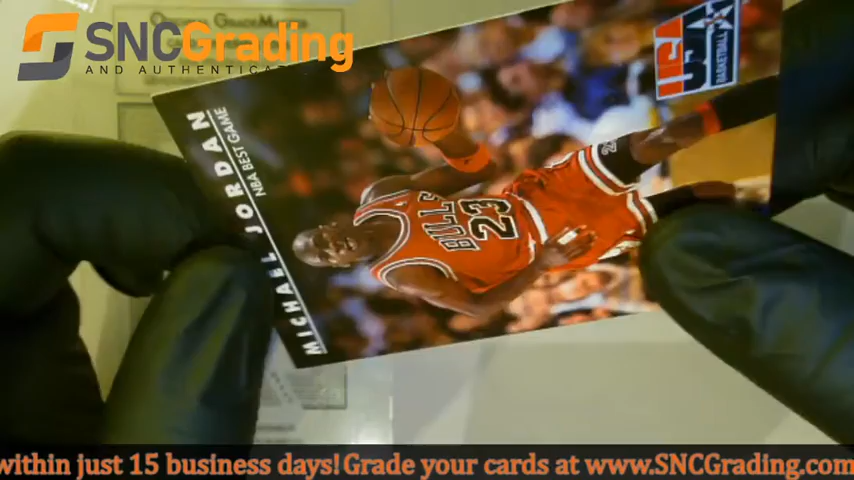 SNCGrading
AND AUTHENTICATION
MICHAEL JORDAN
NBA BEST GAME
USA
BASKETBALL
BULLS
23
within just 15 business days!Grade your cards at www.SNCGrading.com